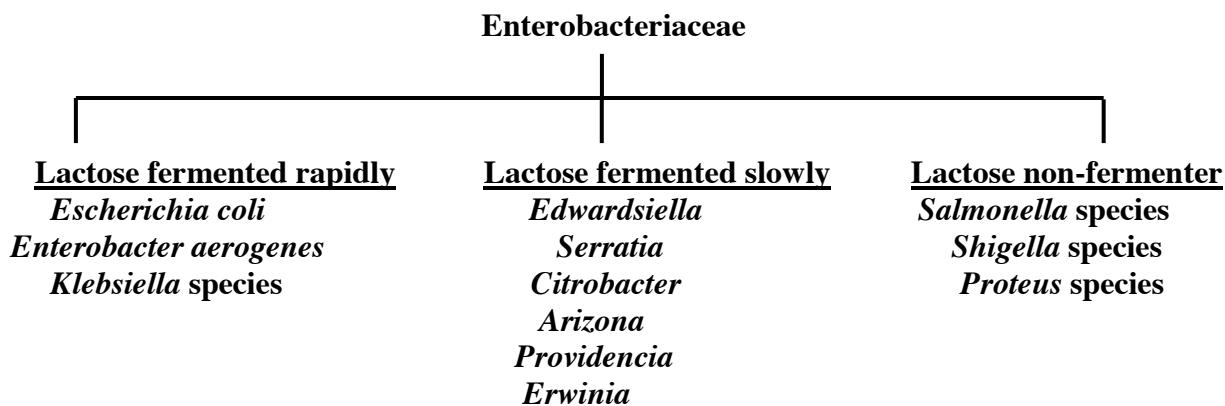 Enterobacteriaceae
Lactose fermented rapidly
Escherichia coli
Enterobacter aerogenes
Klebsiella species
Lactose fermented slowly
Edwardsiella
Serratia
Citrobacter
Arizona
Providencia
Erwinia
Lactose non-fermenter
Salmonella species
Shigella species
Proteus species